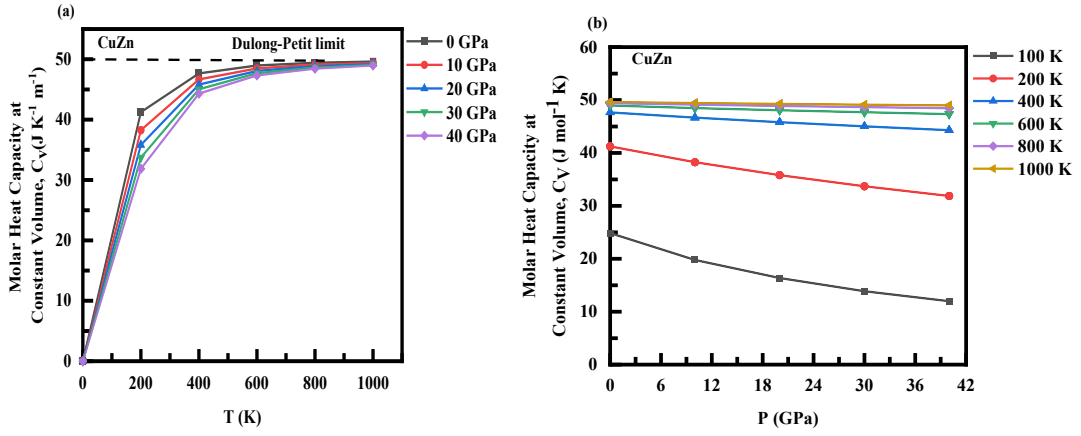 (a)
CuZn
Dulong-Petit limit
Molar Heat Capacity at
Constant Volume, Cv(J K⁻¹ m⁻¹)
60
50
40
30
20
10
0
0 200 400 600 800 1000
T (K)
0 GPa
10 GPa
20 GPa
30 GPa
40 GPa
(b)
CuZn
Molar Heat Capacity at
Constant Volume, CV (J mol⁻¹ K)
60
50
40
30
20
10
0
0 6 12 18 24 30 36 42
P (GPa)
100 K
200 K
400 K
600 K
800 K
1000 K